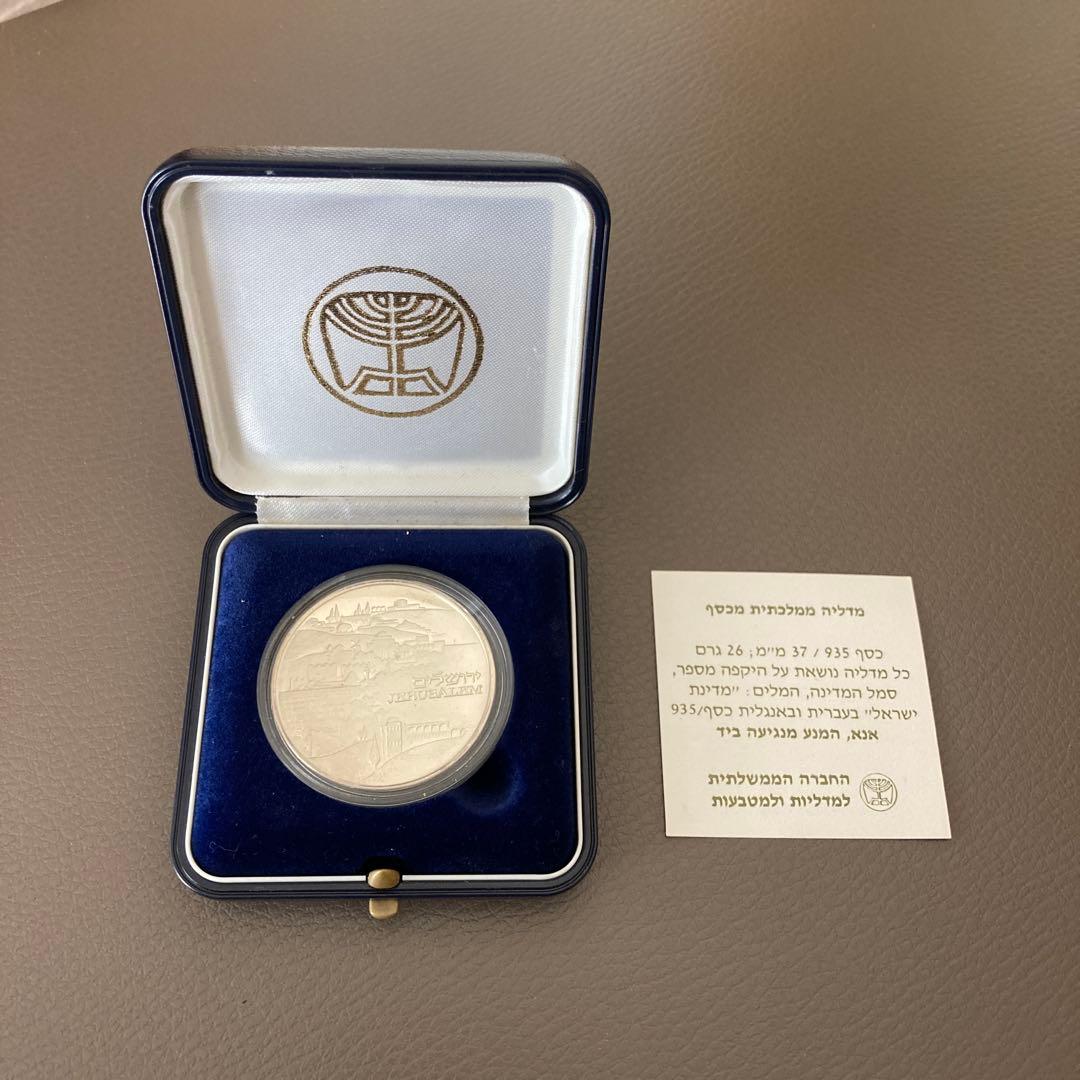 ירושלים
JERUSALEM
מדליה ממלכתית מכסף
כסף 935 / 37 מ״מ; 26 גרם
כל מדליה נושאת על היקפה מספר,
סמל המדינה, המלים: ״מדינת
ישראל״ בעברית ובאנגלית כסף/935
אנא, המנע מנגיעה ביד
החברה הממשלתית
למדליות ולמטבעות